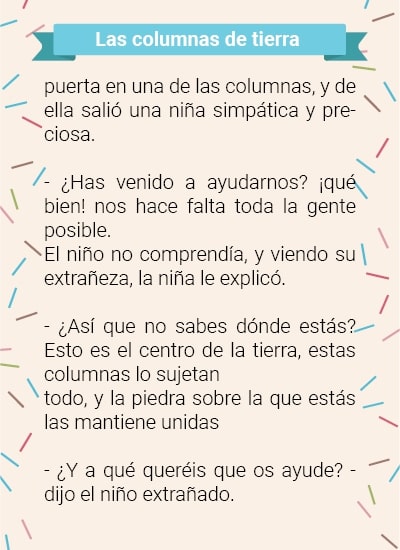 Las columnas de tierra
puerta en una de las columnas, y de
ella salió una niña simpática y pre-
ciosa.
- ¿Has venido a ayudarnos? ¡qué
bien! nos hace falta toda la gente
posible.
El niño no comprendía, y viendo su
extrañeza, la niña le explicó.
- ¿Así que no sabes dónde estás?
Esto es el centro de la tierra, estas
columnas lo sujetan
todo, y la piedra sobre la que estás
las mantiene unidas
- ¿Y a qué queréis que os ayude? -
dijo el niño extrañado.